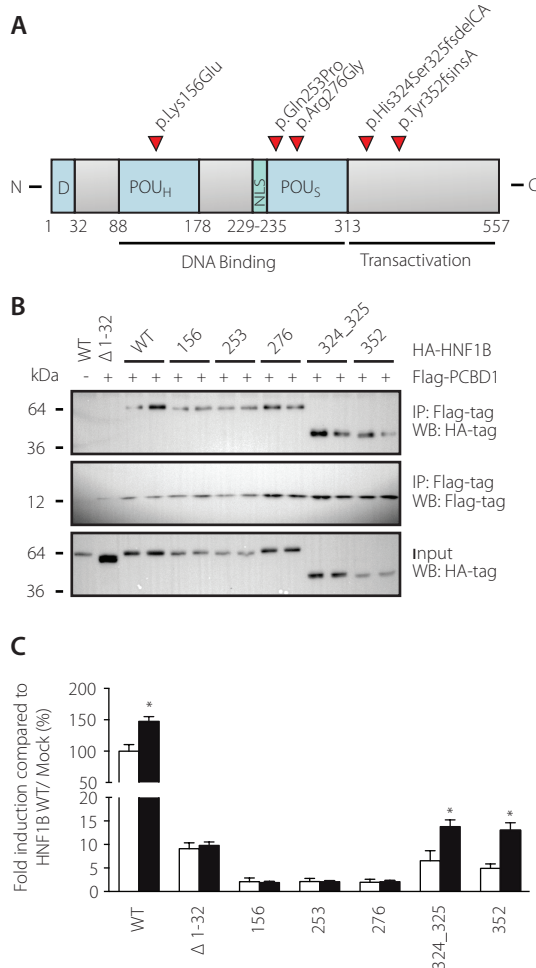 A
p.Lys156Glu
p.Gln253Pro
p.Arg276Gly
p.His324Ser325fsdelCA
p.Tyr352fsinsA
N
D
POUH
NLS
POUS
C
1 32 88 178 229-235 313 557
DNA Binding Transactivation
B
WT Δ 1-32 WT 156 253 276 324_325 352 HA-HNF1B
kDa - + + + + + + + + + + + + + Flag-PCBD1
64
36
IP: Flag-tag
WB: HA-tag
12
IP: Flag-tag
WB: Flag-tag
64
36
Input
WB: HA-tag
C
Fold induction compared to
HNF1B WT/ Mock (%)
200
150
100
50
20
15
10
5
0
* * *
WT Δ 1-32 156 253 276 324_325 352